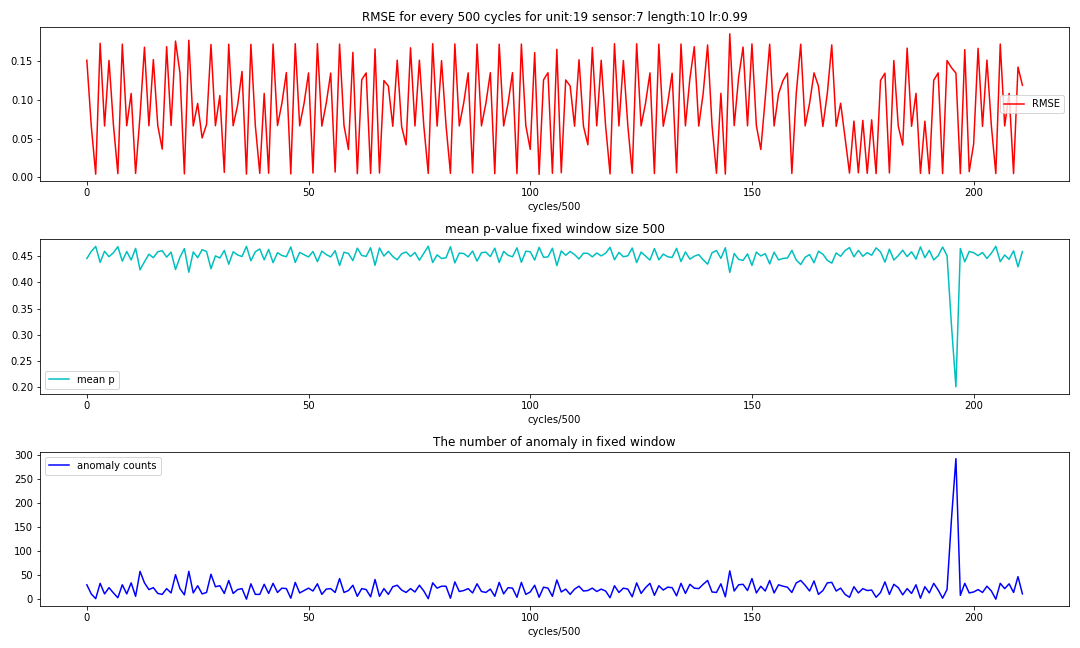 RMSE for every 500 cycles for unit:19 sensor:7 length:10 lr:0.99
0.15
0.10
0.05
0.00
RMSE
0 50 100 150 200
cycles/500
mean p-value fixed window size 500
0.45
0.40
0.35
0.30
0.25
0.20
mean p
0 50 100 150 200
cycles/500
The number of anomaly in fixed window
300
250
200
150
100
50
0
anomaly counts
0 50 100 150 200
cycles/500